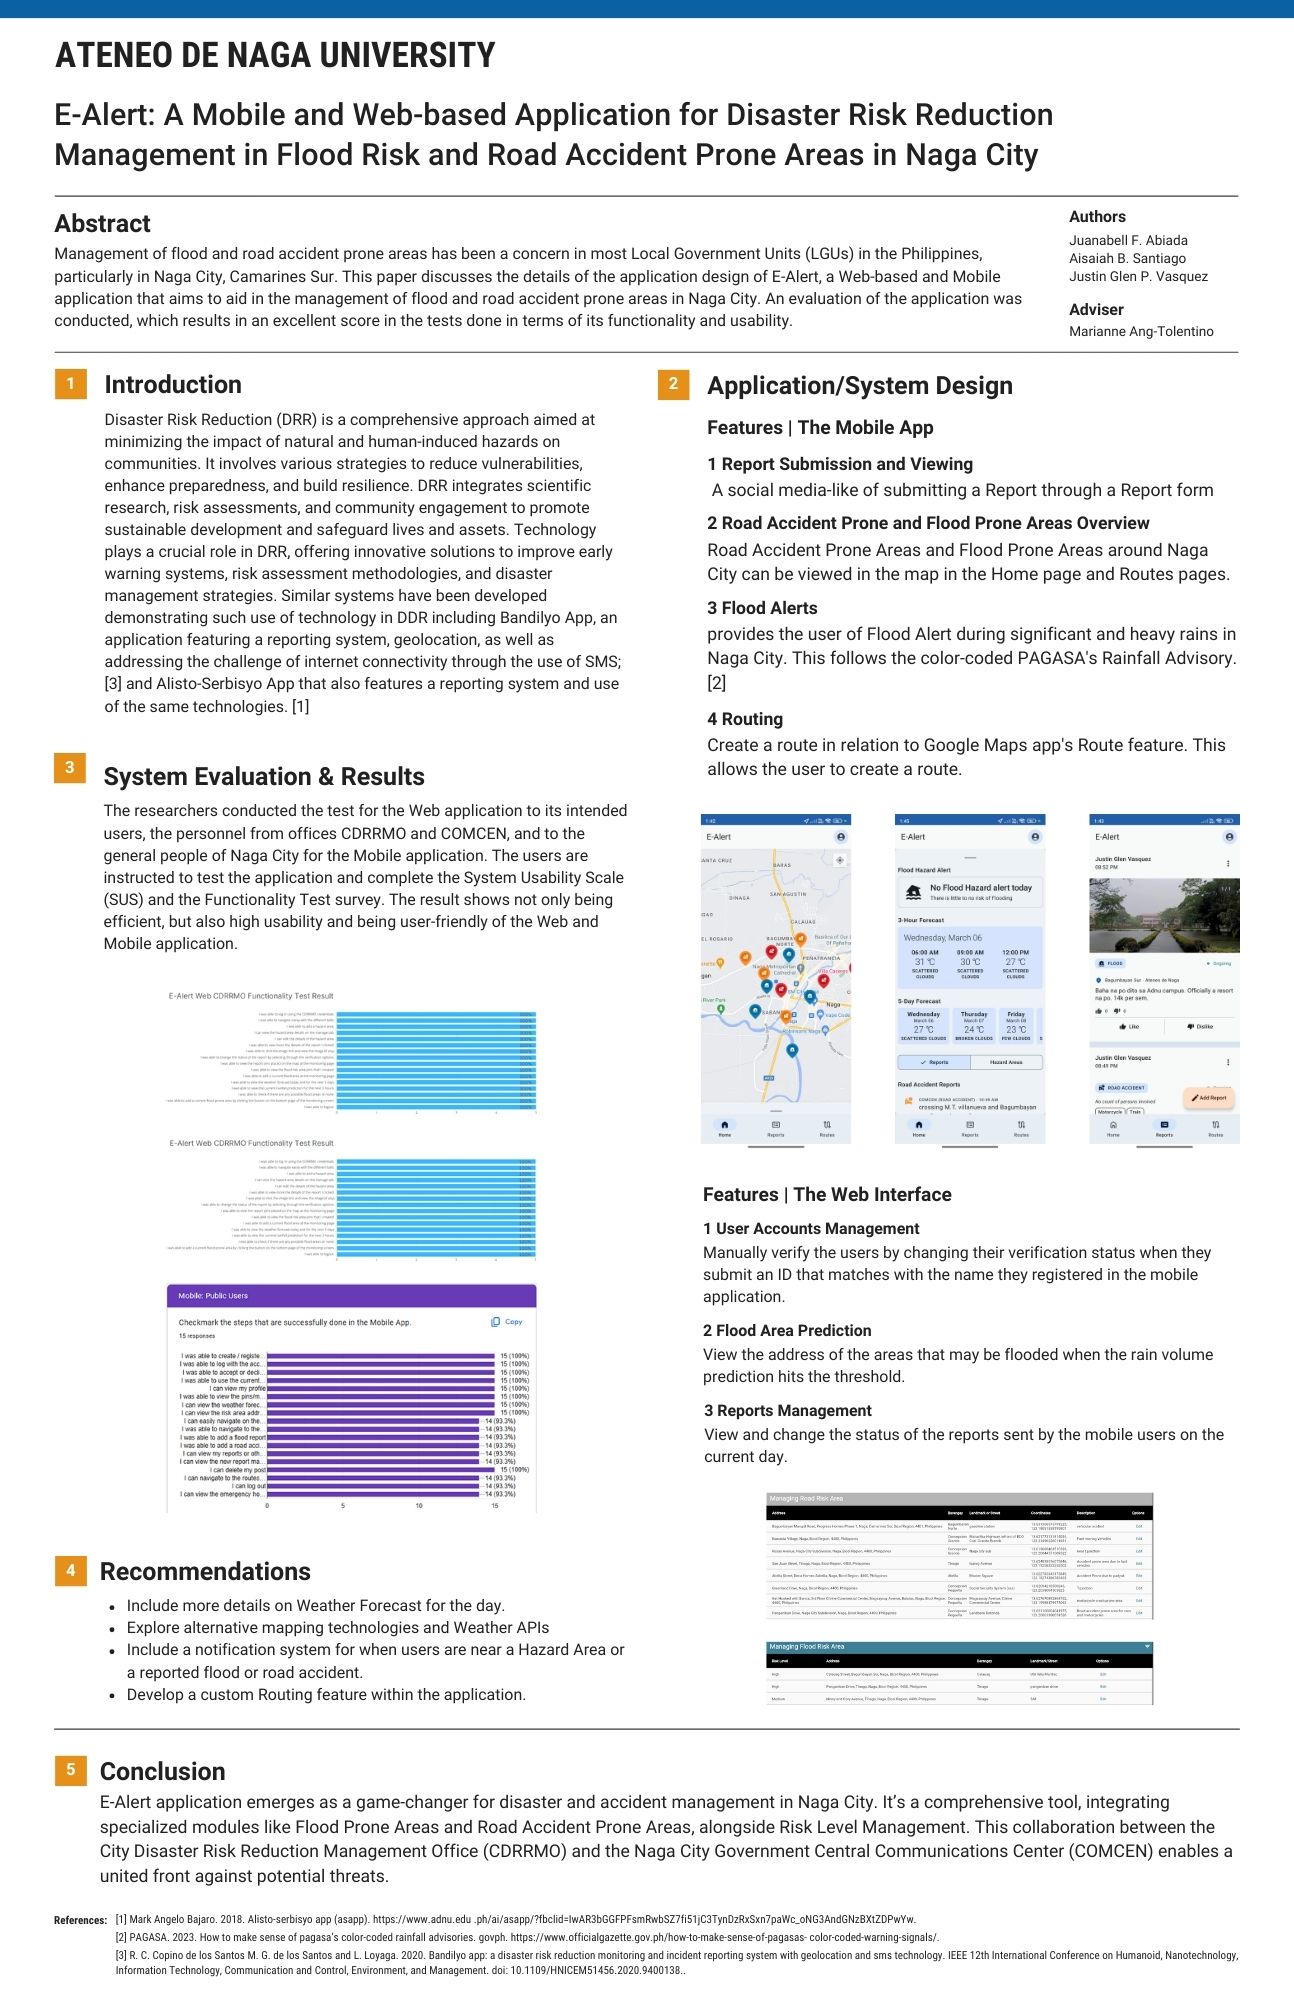 ATENEO DE NAGA UNIVERSITY
E-Alert: A Mobile and Web-based Application for Disaster Risk Reduction
Management in Flood Risk and Road Accident Prone Areas in Naga City
Abstract
Management of flood and road accident prone areas has been a concern in most Local Government Units (LGUs) in the Philippines,
particularly in Naga City, Camarines Sur. This paper discusses the details of the application design of E-Alert, a Web-based and Mobile
application that aims to aid in the management of flood and road accident prone areas in Naga City. An evaluation of the application was
conducted, which results in an excellent score in the tests done in terms of its functionality and usability.
Authors
Juanabell F. Abiada
Aisaiah B. Santiago
Justin Glen P. Vasquez
Adviser
Marianne Ang-Tolentino
1
Introduction
Disaster Risk Reduction (DRR) is a comprehensive approach aimed at
minimizing the impact of natural and human-induced hazards on
communities. It involves various strategies to reduce vulnerabilities,
enhance preparedness, and build resilience. DRR integrates scientific
research, risk assessments, and community engagement to promote
sustainable development and safeguard lives and assets. Technology
plays a crucial role in DRR, offering innovative solutions to improve early
warning systems, risk assessment methodologies, and disaster
management strategies. Similar systems have been developed
demonstrating such use of technology in DDR including Bandilyo App, an
application featuring a reporting system, geolocation, as well as
addressing the challenge of internet connectivity through the use of SMS;
[3] and Alisto-Serbisyo App that also features a reporting system and use
of the same technologies. [1]
2
Application/System Design
Features | The Mobile App
1 Report Submission and Viewing
A social media-like of submitting a Report through a Report form
2 Road Accident Prone and Flood Prone Areas Overview
Road Accident Prone Areas and Flood Prone Areas around Naga
City can be viewed in the map in the Home page and Routes pages.
3 Flood Alerts
provides the user of Flood Alert during significant and heavy rains in
Naga City. This follows the color-coded PAGASA's Rainfall Advisory.
[2]
4 Routing
Create a route in relation to Google Maps app's Route feature. This
allows the user to create a route.
3
System Evaluation & Results
The researchers conducted the test for the Web application to its intended
users, the personnel from offices CDRRMO and COMCEN, and to the
general people of Naga City for the Mobile application. The users are
instructed to test the application and complete the System Usability Scale
(SUS) and the Functionality Test survey. The result shows not only being
efficient, but also high usability and being user-friendly of the Web and
Mobile application.
E-Alert Web CDRRMO Functionality Test Result
E-Alert Web CDRRMO Functionality Test Result
Mobile: Public Users
Checkmark the steps that are successfully done in the Mobile App.
Copy
15 responses
I was able to create / registe... 15 (100%)
I was able to log with the acc... 15 (100%)
I was able to accept or decli... 15 (100%)
I was able to use the current... 15 (100%)
I can view my profile 15 (100%)
I was able to view the pins/m... 15 (100%)
I can view the weather forec... 15 (100%)
I can view the risk area addr... 15 (100%)
I can easily navigate on the... 14 (93.3%)
I was able to navigate to the... 14 (93.3%)
I was able to add a flood report 14 (93.3%)
I was able to add a road acci... 14 (93.3%)
I can view my reports or oth... 14 (93.3%)
I can view the new report ma... 14 (93.3%)
I can delete my post 15 (100%)
I can navigate to the routes... 14 (93.3%)
I can log out 14 (93.3%)
I can view the emergency ho... 14 (93.3%)
0 5 10 15
1:42
E-Alert
ANTA CRUZ
BARAS
DINAGA
SAN AGUSTIN
CALAUAG
EL ROSARIO
PEÑAFRANCIA
Naga
Home Reports Routes
1:45
E-Alert
Flood Hazard Alert
No Flood Hazard alert today
There is little to no risk of flooding
3-Hour Forecast
Wednesday, March 06
06:00 AM 09:00 AM 12:00 PM
31 °C 30 °C 27 °C
SCATTERED CLOUDS SCATTERED CLOUDS SCATTERED CLOUDS
5-Day Forecast
Wednesday Thursday Friday
March 06 March 07 March 08
27 °C 24 °C 23 °C
SCATTERED CLOUDS BROKEN CLOUDS FEW CLOUDS
Reports Hazard Areas
Road Accident Reports
crossing M.T. villanueva and Bagumbayan
Home Reports Routes
1:43
E-Alert
Justin Glen Vasquez
08:52 PM
FLOOD Ongoing
Bagumbayan Sur · Ateneo de Naga
Baha na po dito sa Adnu campus. Officially a resort
na po. 14k per sem.
Like Dislike
Justin Glen Vasquez
08:49 PM
ROAD ACCIDENT
Add Report
No count of persons involved
Motorcycle Train
Home Reports Routes
Features | The Web Interface
1 User Accounts Management
Manually verify the users by changing their verification status when they
submit an ID that matches with the name they registered in the mobile
application.
2 Flood Area Prediction
View the address of the areas that may be flooded when the rain volume
prediction hits the threshold.
3 Reports Management
View and change the status of the reports sent by the mobile users on the
current day.
Managing Road Risk Area
Address Barangay Landmark or Street Coordinates Description Options
Managing Flood Risk Area
Risk Level Address Barangay Landmark/Street Options
4
Recommendations
• Include more details on Weather Forecast for the day.
• Explore alternative mapping technologies and Weather APIs
• Include a notification system for when users are near a Hazard Area or
a reported flood or road accident.
• Develop a custom Routing feature within the application.
5
Conclusion
E-Alert application emerges as a game-changer for disaster and accident management in Naga City. It’s a comprehensive tool, integrating
specialized modules like Flood Prone Areas and Road Accident Prone Areas, alongside Risk Level Management. This collaboration between the
City Disaster Risk Reduction Management Office (CDRRMO) and the Naga City Government Central Communications Center (COMCEN) enables a
united front against potential threats.
References: [1] Mark Angelo Bajaro. 2018. Alisto-serbisyo app (asapp). https://www.adnu.edu .ph/ai/asapp/?fbclid=IwAR3bGGFPFsmRwbSZ7fi51jC3TynDzRxSxn7paWc_oNG3AndGNzBXtZDPwYw.
[2] PAGASA. 2023. How to make sense of pagasa's color-coded rainfall advisories. govph. https://www.officialgazette.gov.ph/how-to-make-sense-of-pagasas- color-coded-warning-signals/.
[3] R. C. Copino de los Santos M. G. de los Santos and L. Loyaga. 2020. Bandilyo app: a disaster risk reduction monitoring and incident reporting system with geolocation and sms technology. IEEE 12th International Conference on Humanoid, Nanotechnology,
Information Technology, Communication and Control, Environment, and Management. doi: 10.1109/HNICEM51456.2020.9400138..